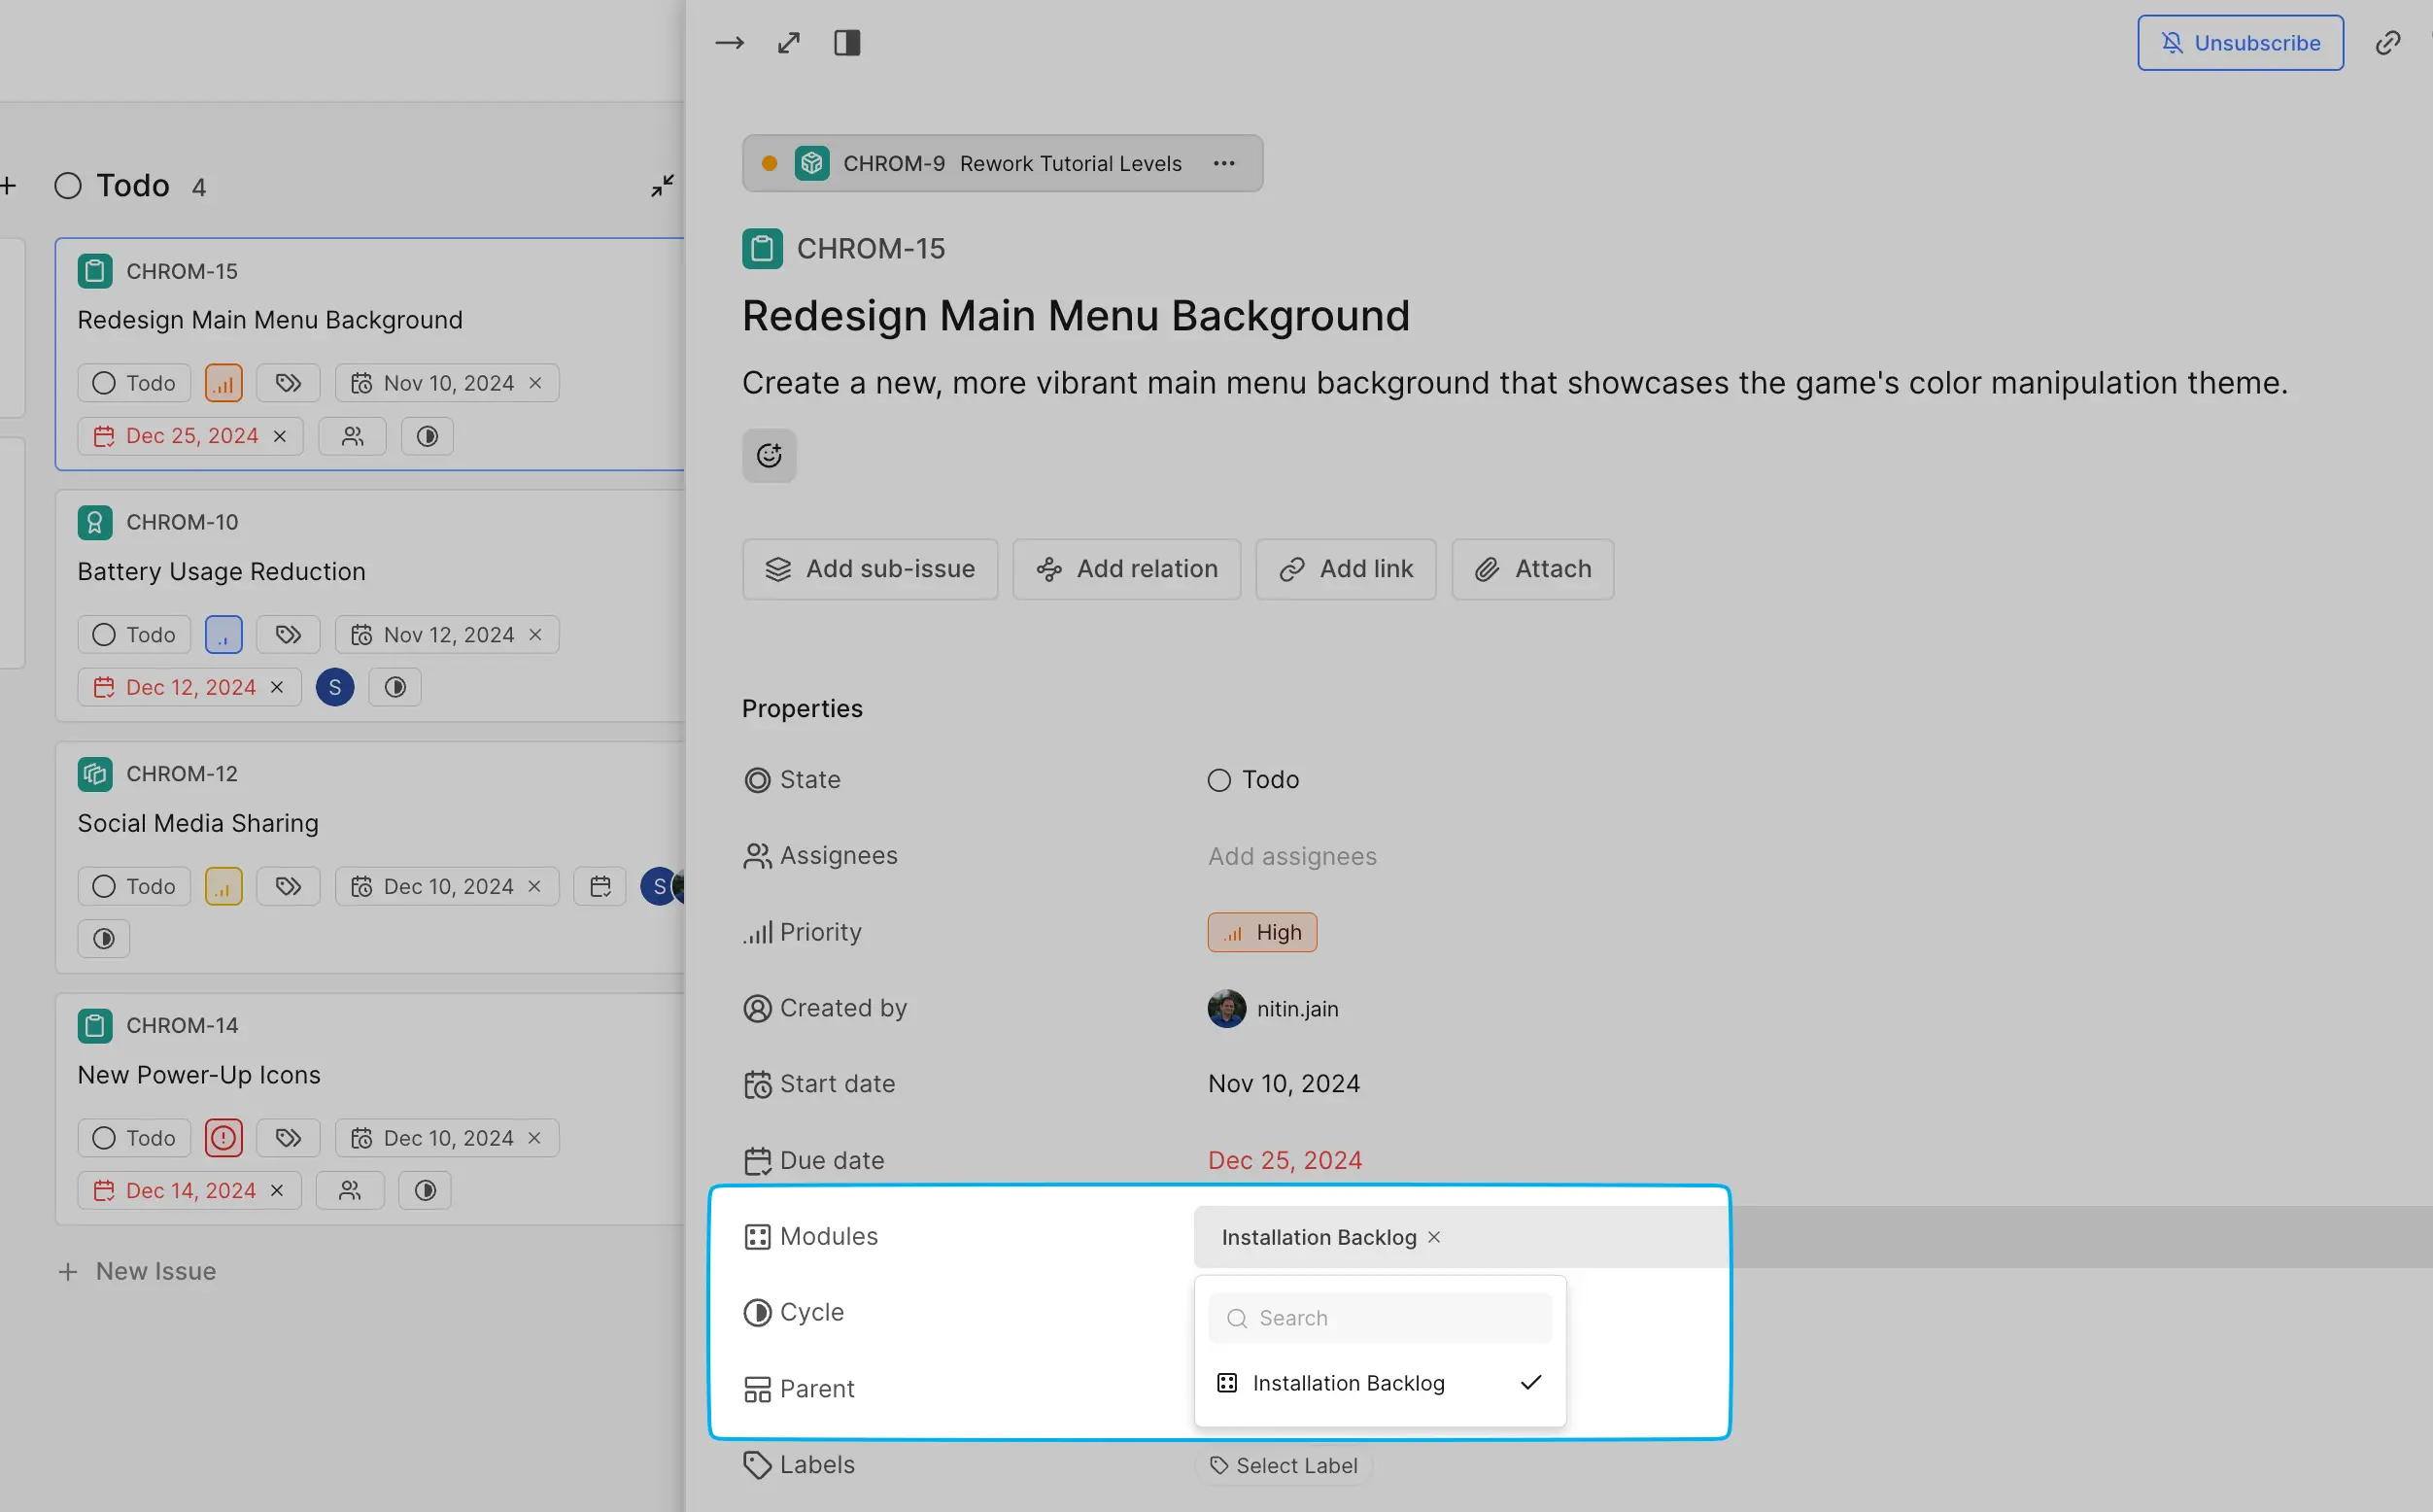 Unsubscribe
CHROM-9 Rework Tutorial Levels
Todo 4
CHROM-15
Redesign Main Menu Background
Todo
Nov 10, 2024
Dec 25, 2024
CHROM-10
Battery Usage Reduction
Todo
Nov 12, 2024
Dec 12, 2024
S
CHROM-12
Social Media Sharing
Todo
Dec 10, 2024
S
CHROM-14
New Power-Up Icons
Todo
Dec 10, 2024
Dec 14, 2024
New Issue
CHROM-15
Redesign Main Menu Background
Create a new, more vibrant main menu background that showcases the game's color manipulation theme.
Add sub-issue
Add relation
Add link
Attach
Properties
State Todo
Assignees Add assignees
Priority High
Created by nitin.jain
Start date Nov 10, 2024
Due date Dec 25, 2024
Modules Installation Backlog
Cycle
Search
Parent
Installation Backlog
Labels Select Label